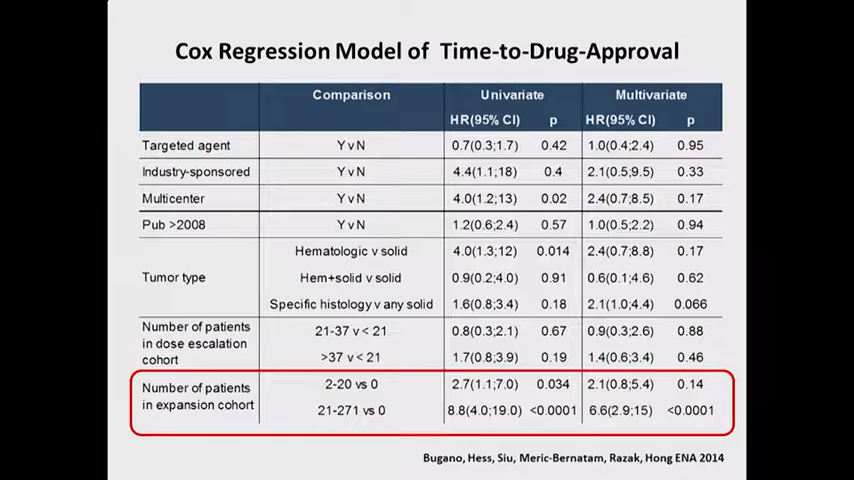 Cox Regression Model of Time-to-Drug-Approval
Comparison Univariate Multivariate
HR(95% CI) p HR(95% CI) p
Targeted agent Y v N 0.7(0.3;1.7) 0.42 1.0(0.4;2.4) 0.95
Industry-sponsored Y v N 4.4(1.1;18) 0.4 2.1(0.5;9.5) 0.33
Multicenter Y v N 4.0(1.2;13) 0.02 2.4(0.7;8.5) 0.17
Pub >2008 Y v N 1.2(0.6;2.4) 0.57 1.0(0.5;2.2) 0.94
Tumor type
Hematologic v solid 4.0(1.3;12) 0.014 2.4(0.7;8.8) 0.17
Hem+solid v solid 0.9(0.2;4.0) 0.91 0.6(0.1;4.6) 0.62
Specific histology v any solid 1.6(0.8;3.4) 0.18 2.1(1.0;4.4) 0.066
Number of patients
in dose escalation
cohort
21-37 v < 21 0.8(0.3;2.1) 0.67 0.9(0.3;2.6) 0.88
>37 v < 21 1.7(0.8;3.9) 0.19 1.4(0.6;3.4) 0.46
Number of patients
in expansion cohort
2-20 vs 0 2.7(1.1;7.0) 0.034 2.1(0.8;5.4) 0.14
21-271 vs 0 8.8(4.0;19.0) <0.0001 6.6(2.9;15) <0.0001
Bugano, Hess, Siu, Meric-Bernatam, Razak, Hong ENA 2014